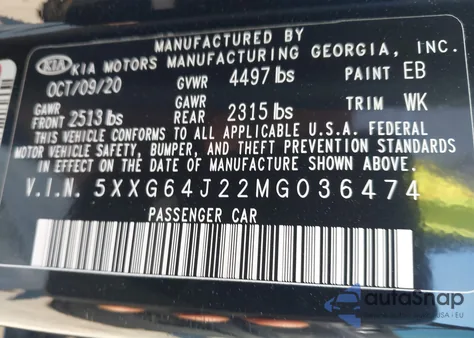 MANUFACTURED BY
KIA KIA MOTORS MANUFACTURING GEORGIA, INC.
OCT/09/20 GVWR 4497 lbs PAINT EB
GAWR FRONT 2513 lbs GAWR REAR 2315 lbs TRIM WK
THIS VEHICLE CONFORMS TO ALL APPLICABLE U.S.A. FEDERAL
MOTOR VEHICLE SAFETY, BUMPER, AND THEFT PREVENTION STANDARDS
IN EFFECT ON THE DATE OF MANUFACTURE SHOWN ABOVE.
V.I.N. 5XXG64J22MG036474
PASSENGER CAR
autoSnap